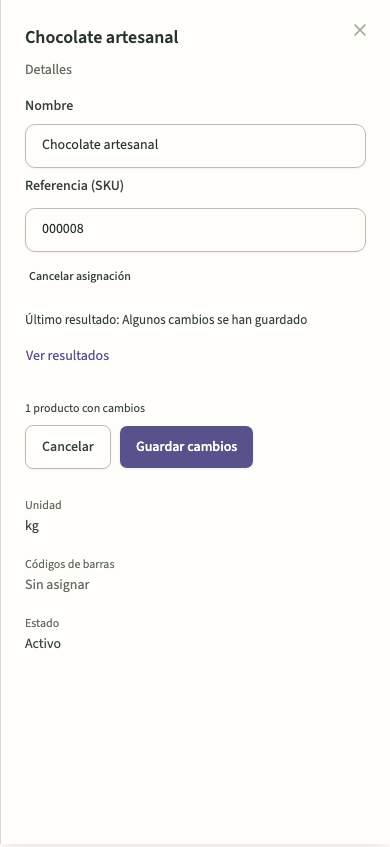 Chocolate artesanal
Detalles
Nombre
Chocolate artesanal
Referencia (SKU)
000008
Cancelar asignación
Último resultado: Algunos cambios se han guardado
Ver resultados
1 producto con cambios
Cancelar
Guardar cambios
Unidad
kg
Códigos de barras
Sin asignar
Estado
Activo